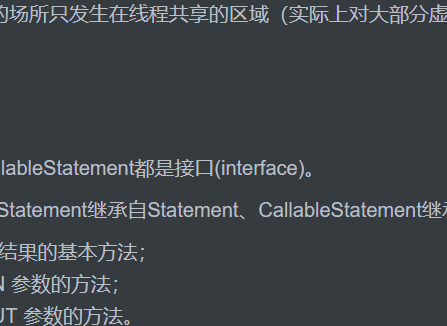 的场所只发生在线程共享的区域（实际上对大部分虚
llableStatement都是接口(interface)。
Statement继承自Statement、CallableStatement继
结果的基本方法；
N 参数的方法；
UT 参数的方法。